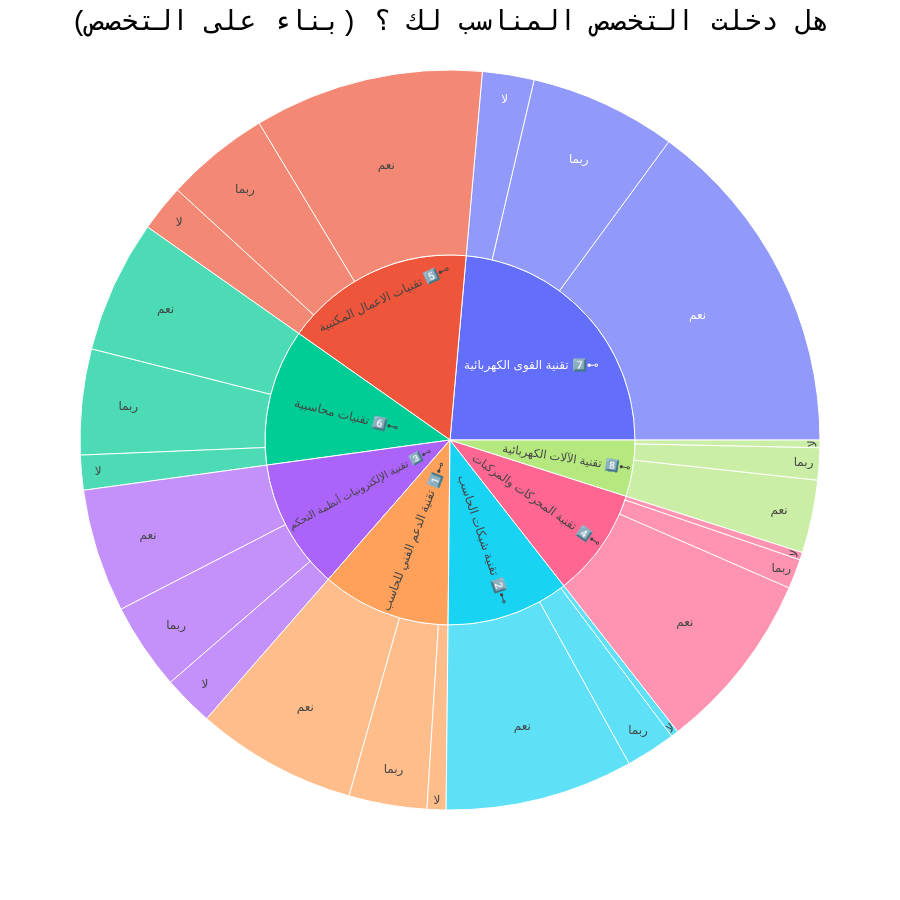 هل دخلت التخصص المناسب لك ؟ (بناء على التخصص)
⊷7️⃣ تقنية القوى الكهربائية
نعم
ربما
لا
⊷5️⃣ تقنيات الاعمال المكتبية
نعم
ربما
لا
⊷6️⃣ تقنيات محاسبية
نعم
ربما
لا
⊷3️⃣ تقنية الإلكترونيات أنظمة التحكم
نعم
ربما
لا
⊷1️⃣ تقنية الدعم الفني للحاسب
نعم
ربما
لا
⊷2️⃣ تقنية شبكات الحاسب
نعم
ربما
لا
⊷4️⃣ تقنية المحركات والمركبات
نعم
ربما
لا
⊷8️⃣ تقنية الآلات الكهربائية
نعم
ربما
لا